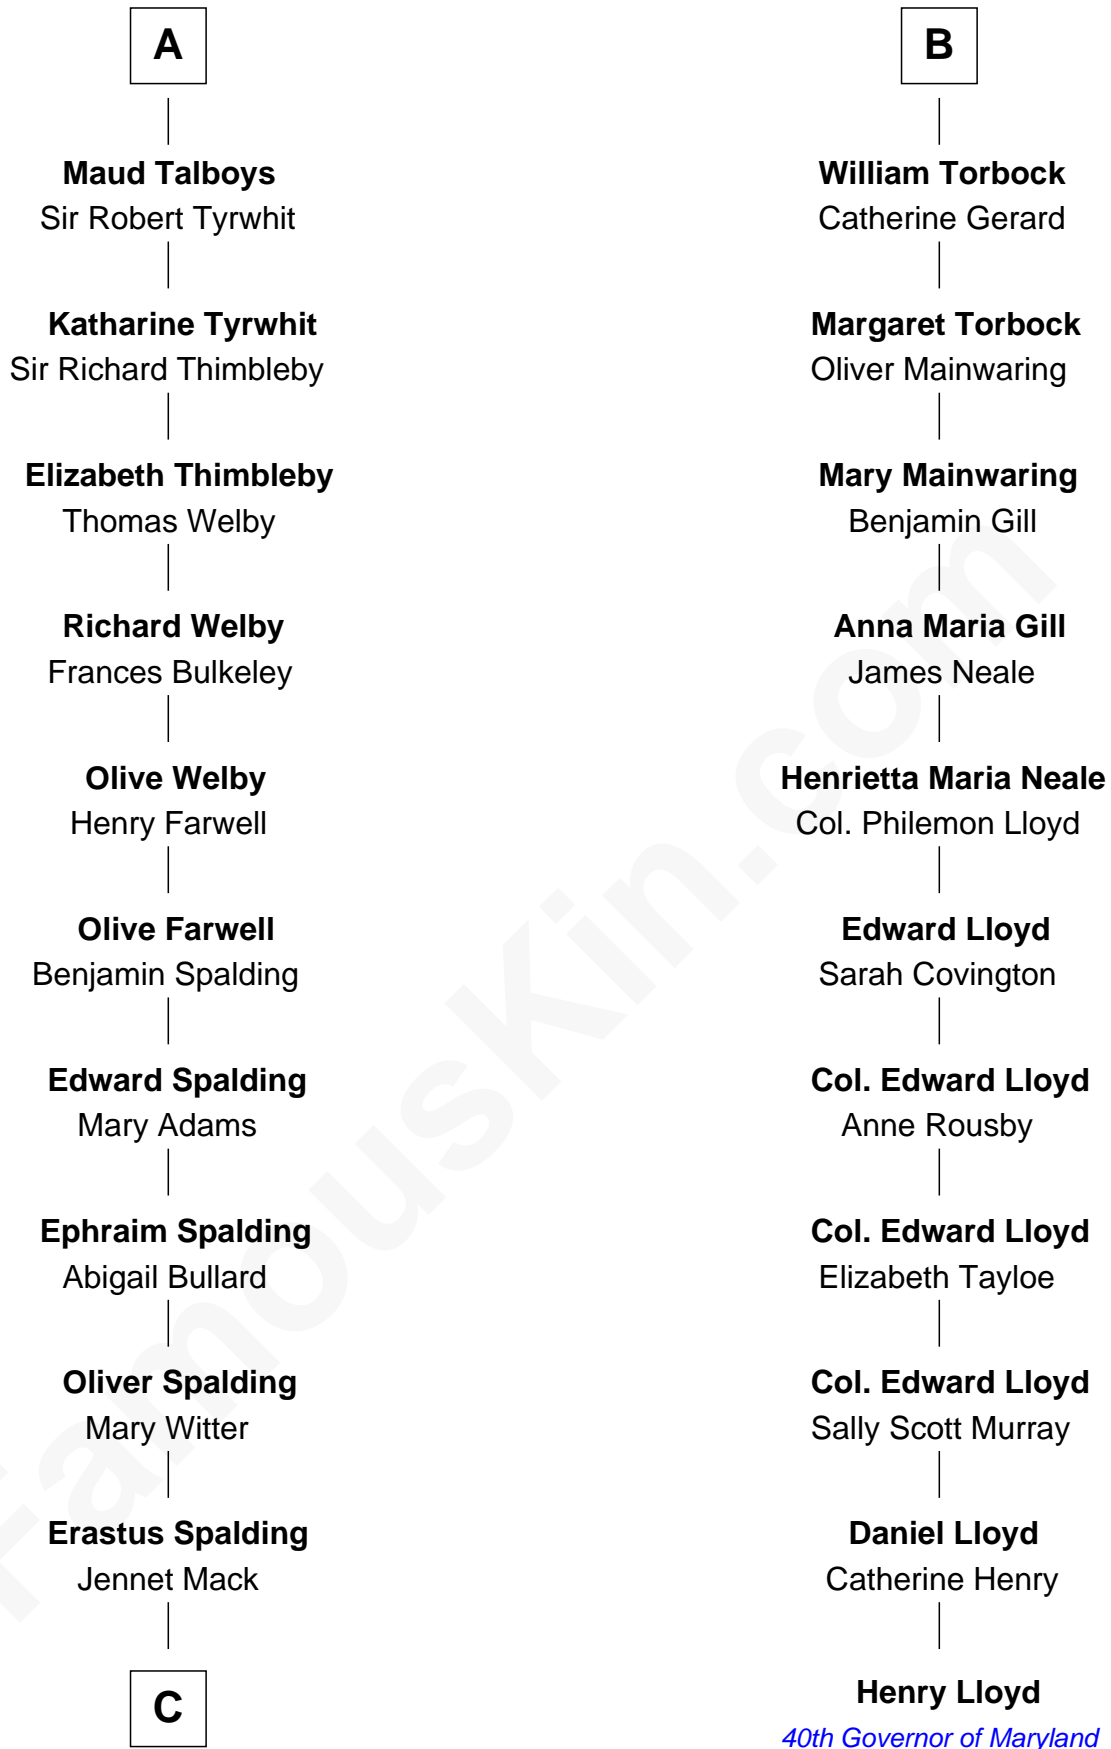 A
Maud Talboys
Sir Robert Tyrwhit
Katharine Tyrwhit
Sir Richard Thimbleby
Elizabeth Thimbleby
Thomas Welby
Richard Welby
Frances Bulkeley
Olive Welby
Henry Farwell
Olive Farwell
Benjamin Spalding
Edward Spalding
Mary Adams
Ephraim Spalding
Abigail Bullard
Oliver Spalding
Mary Witter
Erastus Spalding
Jennet Mack
C
B
William Torbock
Catherine Gerard
Margaret Torbock
Oliver Mainwaring
Mary Mainwaring
Benjamin Gill
Anna Maria Gill
James Neale
Henrietta Maria Neale
Col. Philemon Lloyd
Edward Lloyd
Sarah Covington
Col. Edward Lloyd
Anne Rousby
Col. Edward Lloyd
Elizabeth Tayloe
Col. Edward Lloyd
Sally Scott Murray
Daniel Lloyd
Catherine Henry
Henry Lloyd
40th Governor of Maryland
FamousKin.com